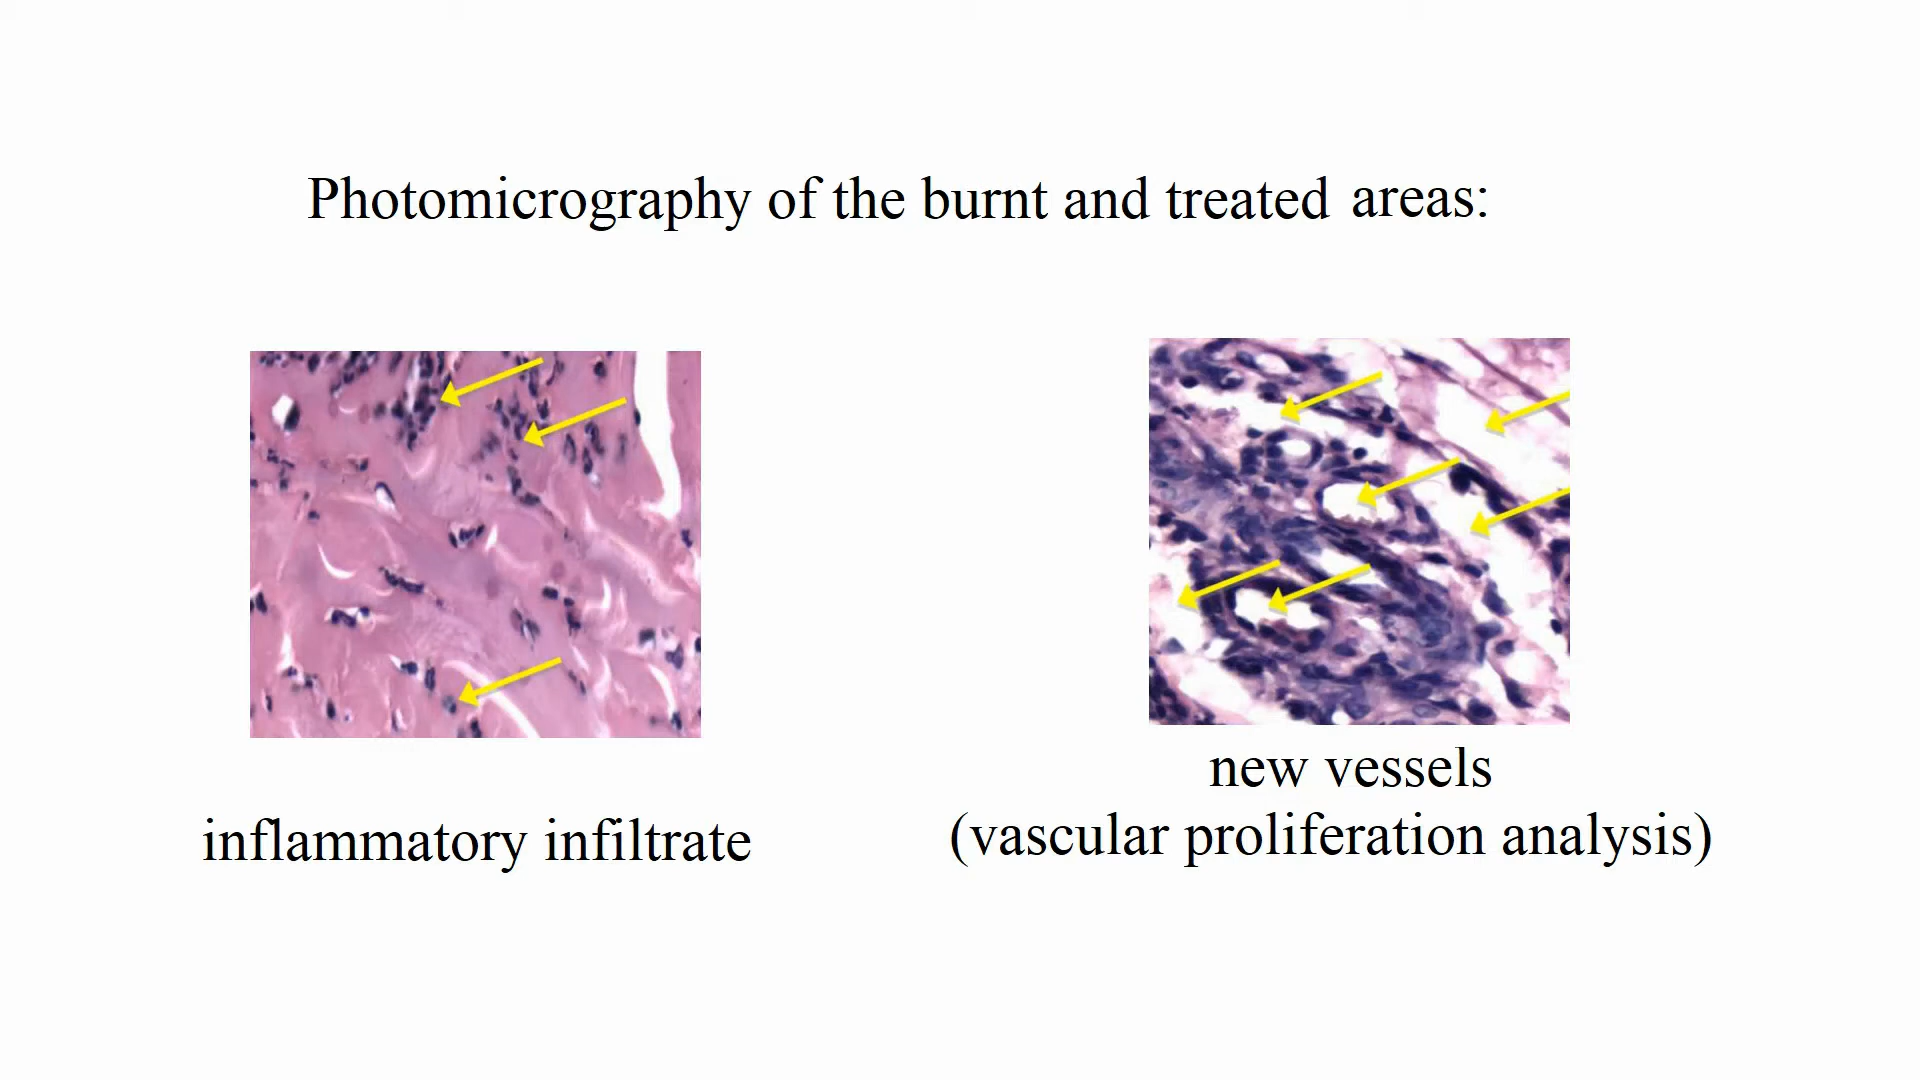 Photomicrography of the burnt and treated areas:
inflammatory infiltrate
new vessels
(vascular proliferation analysis)